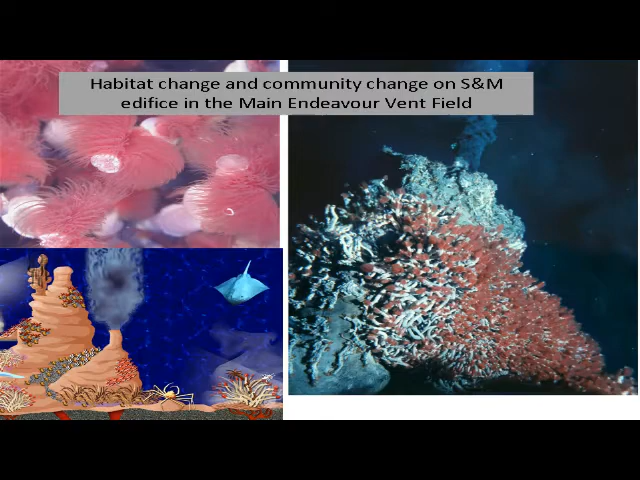 Habitat change and community change on S&M
edifice in the Main Endeavour Vent Field